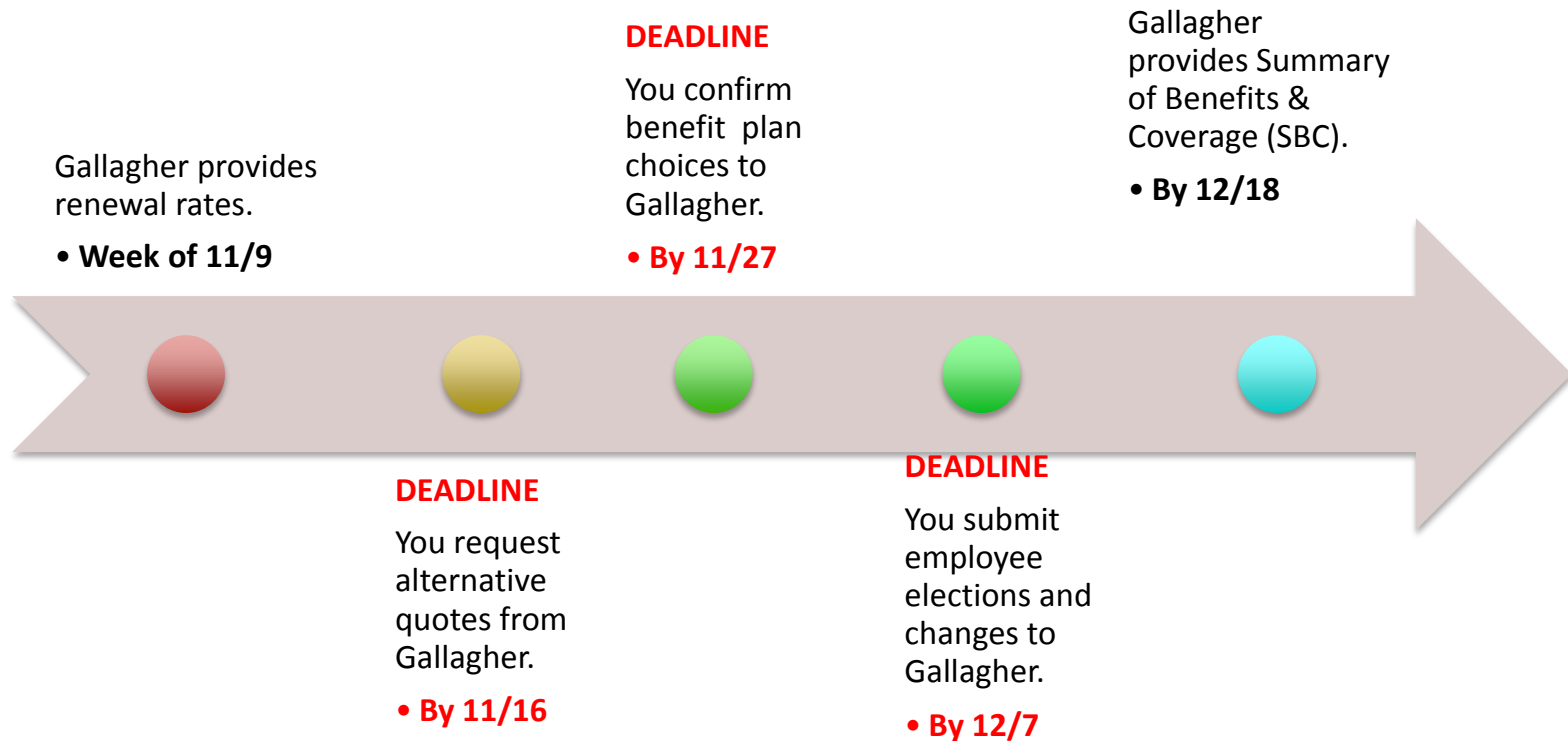 Gallagher provides
renewal rates.
• Week of 11/9
DEADLINE
You request
alternative
quotes from
Gallagher.
• By 11/16
DEADLINE
You confirm
benefit  plan
choices to
Gallagher.
• By 11/27
DEADLINE
You submit
employee
elections and
changes to
Gallagher.
• By 12/7
Gallagher
provides Summary
of Benefits &
Coverage (SBC).
• By 12/18